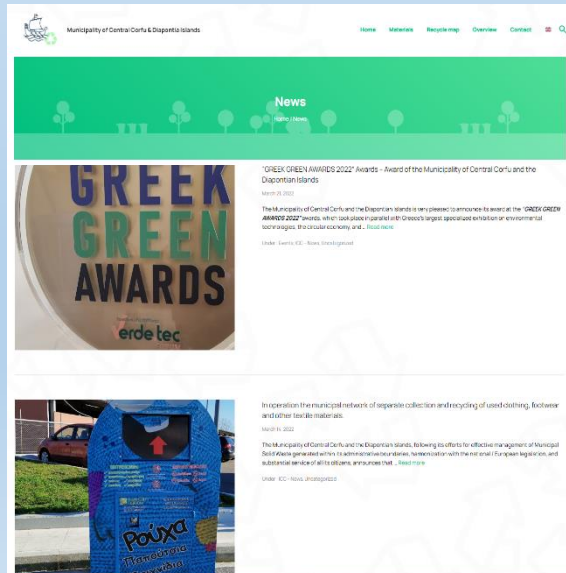 Municipality of Central Corfu & Diapontia Islands
Home Materials Recycle map Overview Contact
News
Home / News
GREEK
GREEN
AWARDS
verde tec
"GREEK GREEN AWARDS 2022" Awards – Award of the Municipality of Central Corfu and the
Diapontian Islands
March 21, 2022
The Municipality of Central Corfu and the Diapontian Islands is very pleased to announce its award at the "GREEK GREEN
AWARDS 2022" awards, which took place in parallel with Greece's largest specialized exhibition on environmental
technologies, the circular economy, and … Read more
Under: Events, ICC - News, Uncategorized
In operation the municipal network of separate collection and recycling of used clothing, footwear
and other textile materials.
The Municipality of Central Corfu and the Diapontian Islands, following its efforts for effective management of Municipal
Solid Waste generated within its administrative boundaries, harmonization with the national / European legislation, and
substantial service of all its citizens, announces that … Read more
Under: ICC - News, Uncategorized
Ρούχα
Παπούτσια